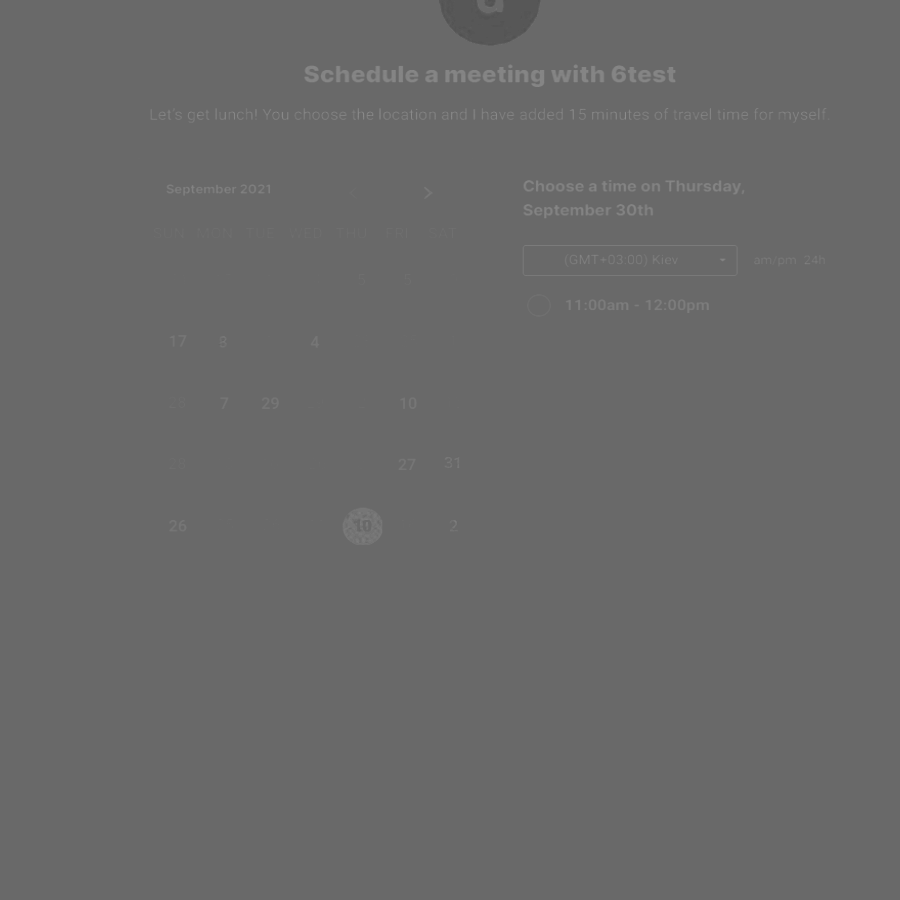 Schedule a meeting with 6test
Let's get lunch! You choose the location and I have added 15 minutes of travel time for myself.
September 2021
SUN MON TUE WED THU FRI SAT
17 4
7 29 10
27 31
26 10 2
Choose a time on Thursday,
September 30th
(GMT+03:00) Kiev
am/pm 24h
11:00am - 12:00pm